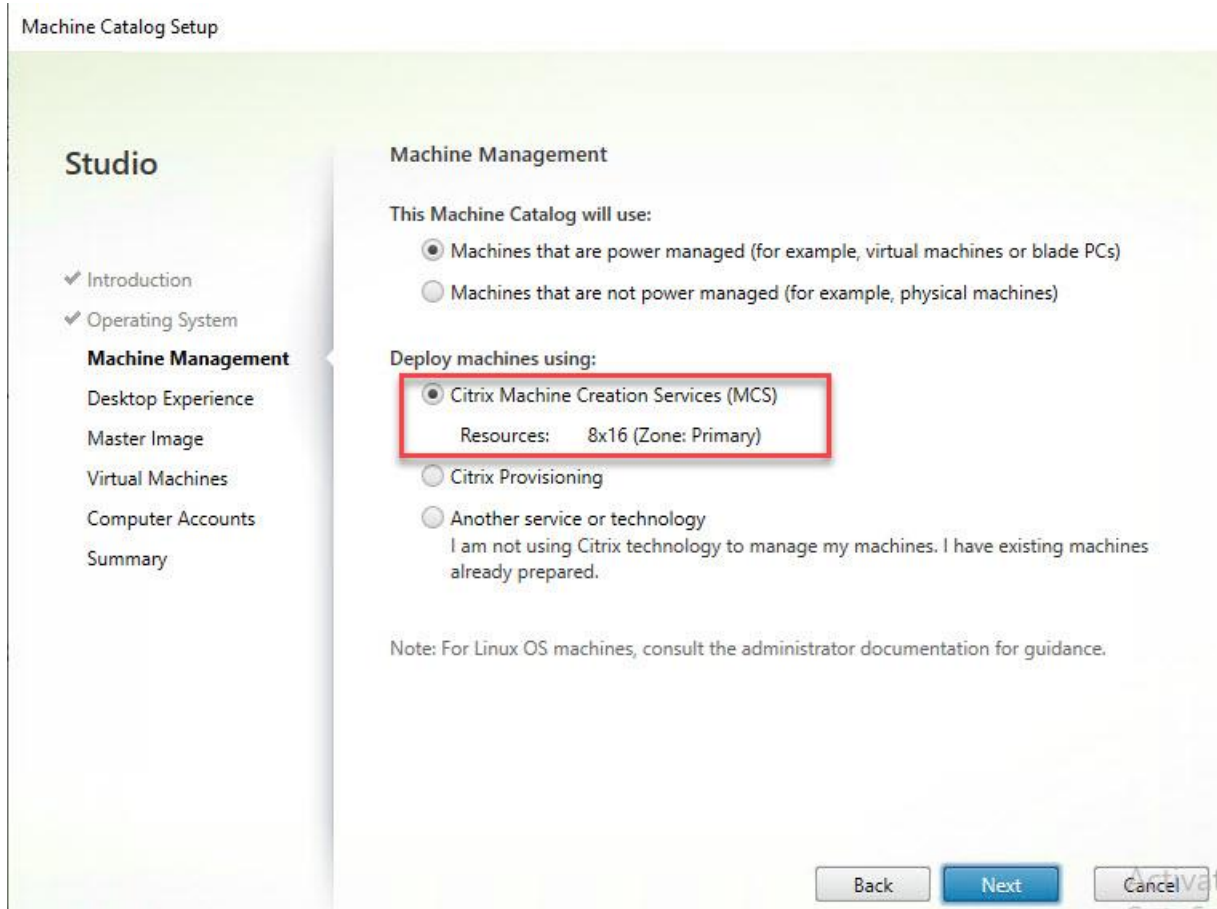 Machine Catalog Setup
Studio
Introduction
Operating System
Machine Management
Desktop Experience
Master Image
Virtual Machines
Computer Accounts
Summary
Machine Management
This Machine Catalog will use:
Machines that are power managed (for example, virtual machines or blade PCs)
Machines that are not power managed (for example, physical machines)
Deploy machines using:
Citrix Machine Creation Services (MCS)
Resources: 8x16 (Zone: Primary)
Citrix Provisioning
Another service or technology
I am not using Citrix technology to manage my machines. I have existing machines
already prepared.
Note: For Linux OS machines, consult the administrator documentation for guidance.
Back Next Cancel